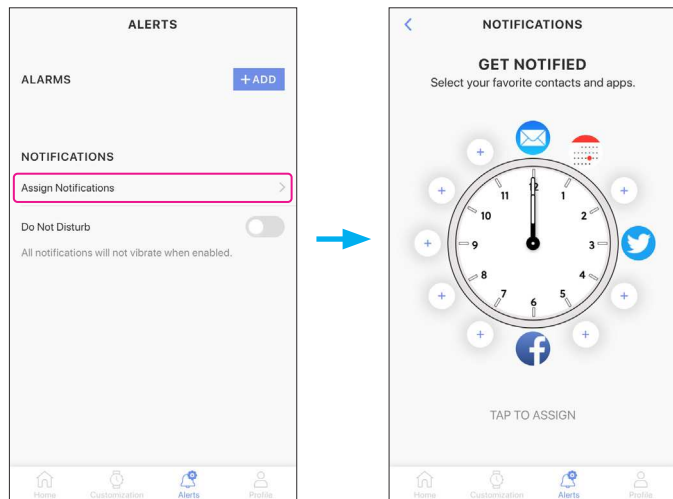 ALERTS
ALARMS
+ADD
NOTIFICATIONS
Assign Notifications
Do Not Disturb
All notifications will not vibrate when enabled.
Home Customization Alerts Profile
NOTIFICATIONS
GET NOTIFIED
Select your favorite contacts and apps.
12
1
2
3
4
5
6
7
8
9
10
11
TAP TO ASSIGN
Home Customization Alerts Profile